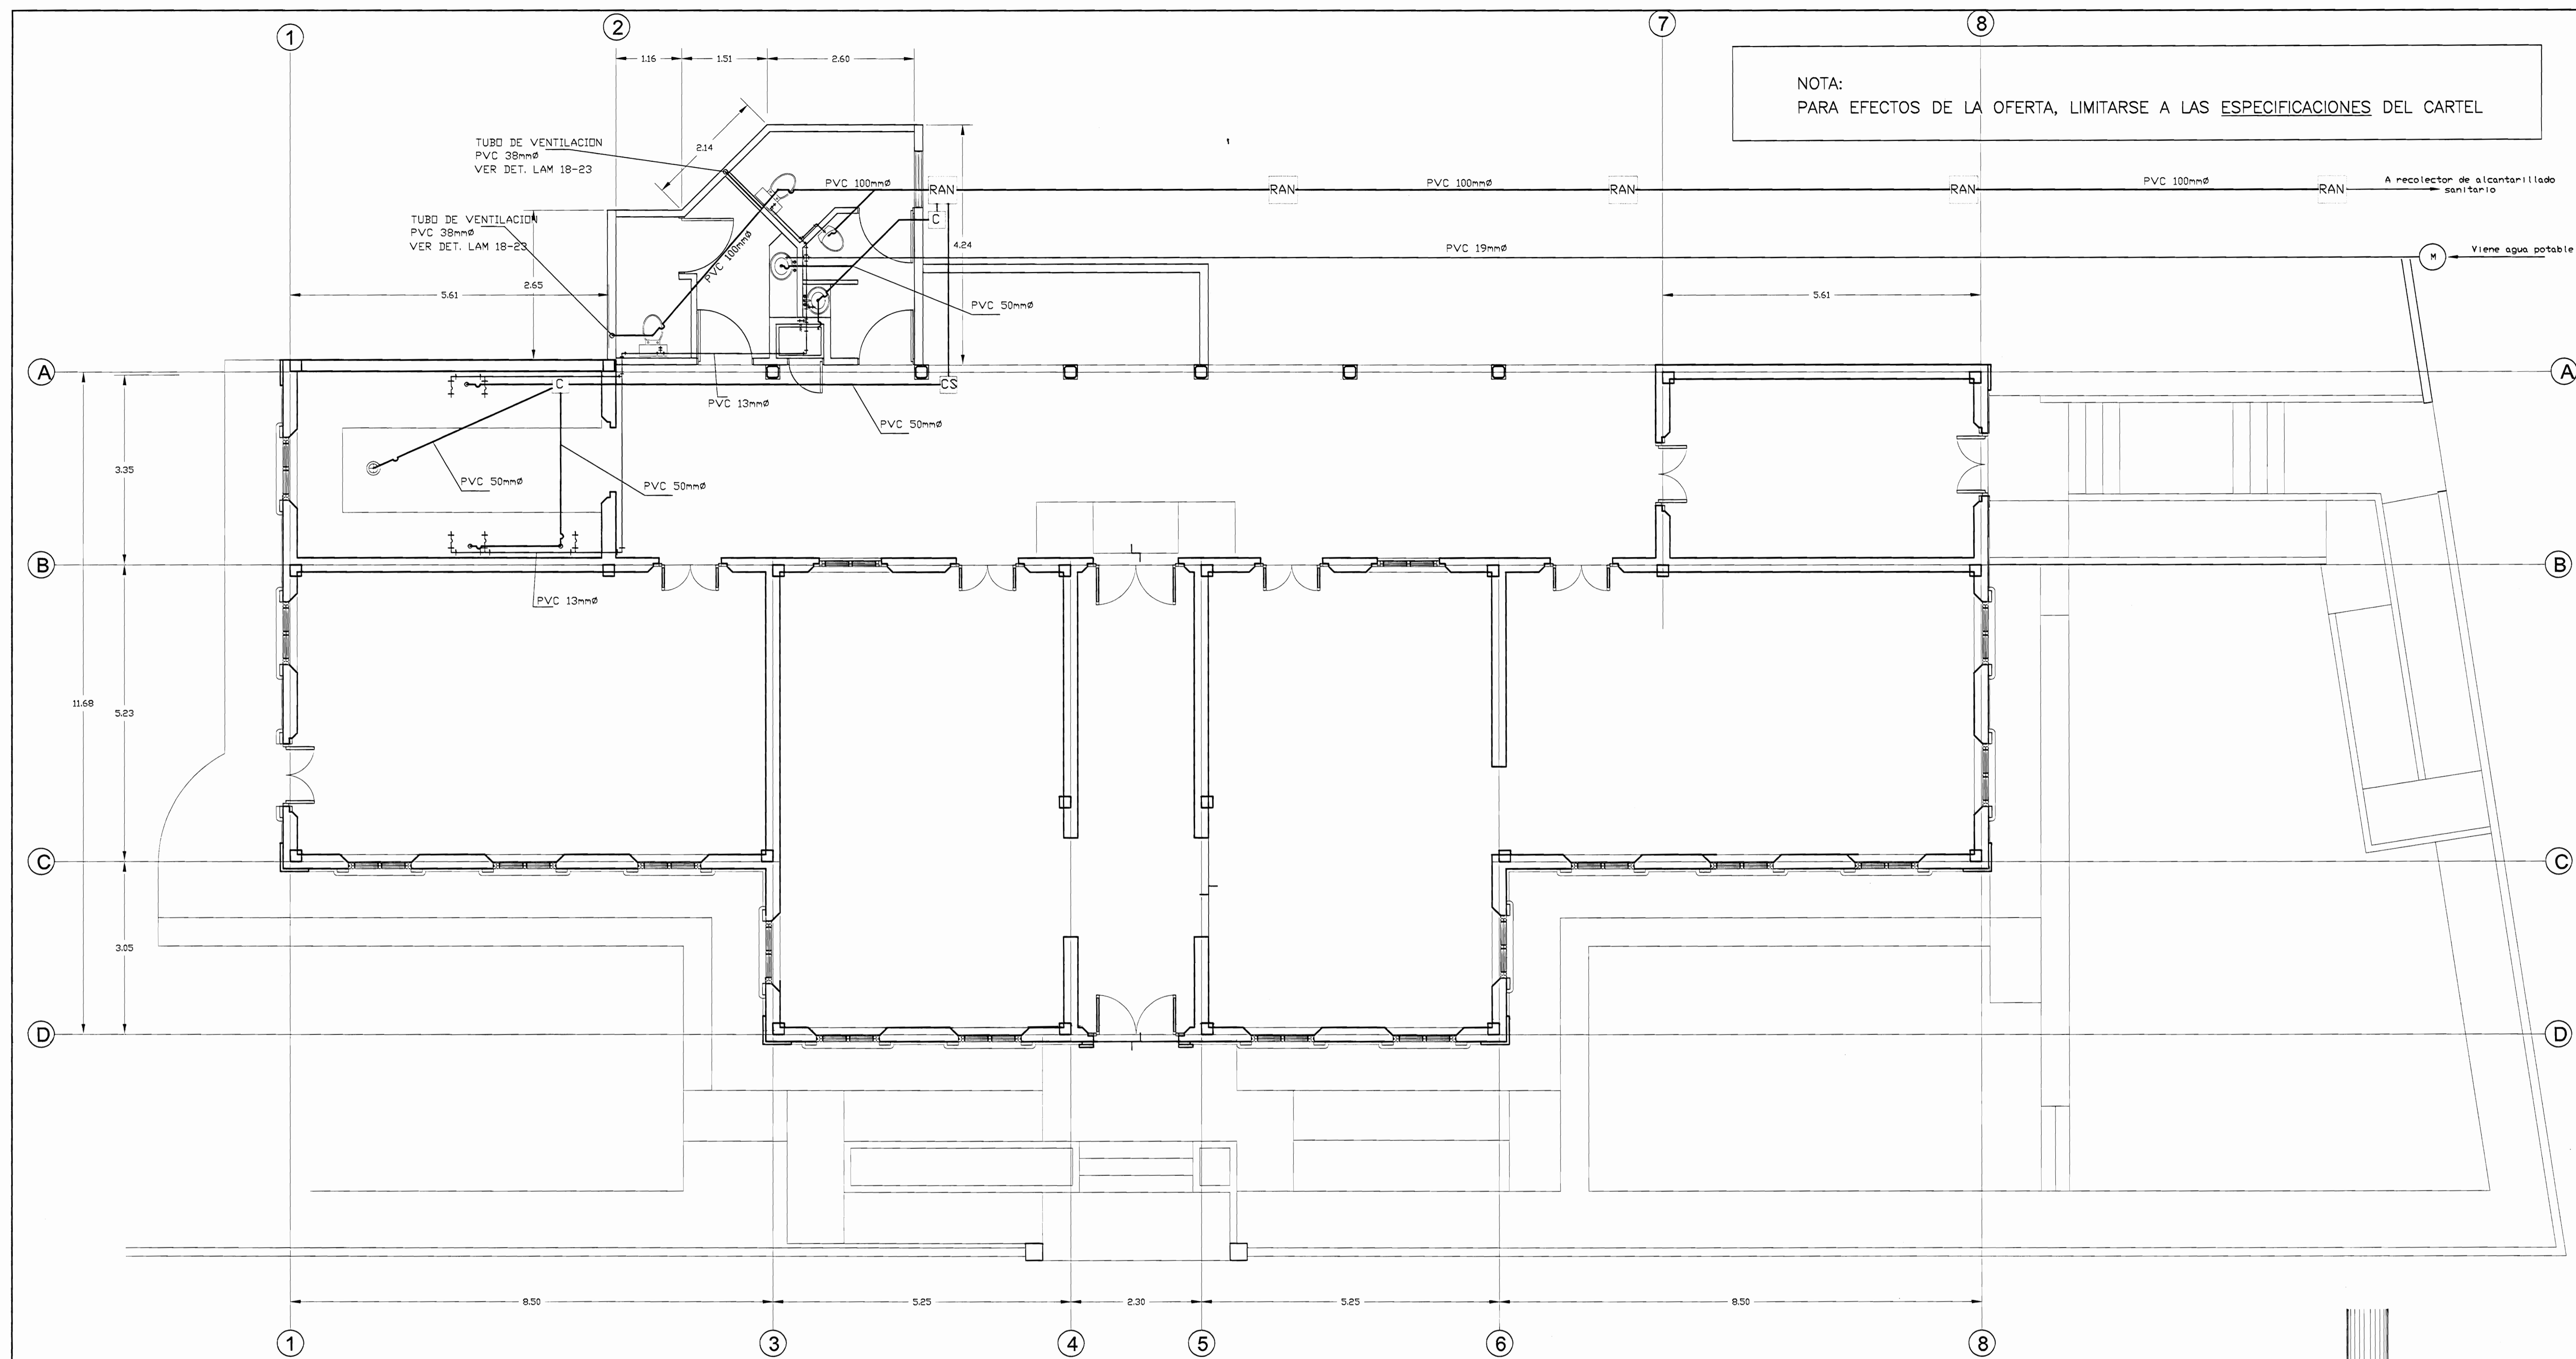 1
2
7
8
1.16
1.51
2.60
NOTA:
PARA EFECTOS DE LA OFERTA, LIMITARSE A LAS ESPECIFICACIONES DEL CARTEL
TUBO DE VENTILACION
PVC 38mmØ
VER DET. LAM 18-23
2.14
PVC 100mmØ
RAN
RAN
PVC 100mmØ
RAN
RAN
PVC 100mmØ
RAN
A recolector de alcantarillado
sanitario
TUBO DE VENTILACION
PVC 38mmØ
VER DET. LAM 18-23
C
PVC 100mmØ
4.24
PVC 19mmØ
M
Viene agua potable
5.61
2.65
PVC 50mmØ
5.61
A
A
C
CS
PVC 13mmØ
PVC 50mmØ
3.35
PVC 50mmØ
PVC 50mmØ
B
B
PVC 13mmØ
11.68
5.23
C
C
3.05
D
D
8.50
5.25
2.30
5.25
8.50
1
3
4
5
6
8